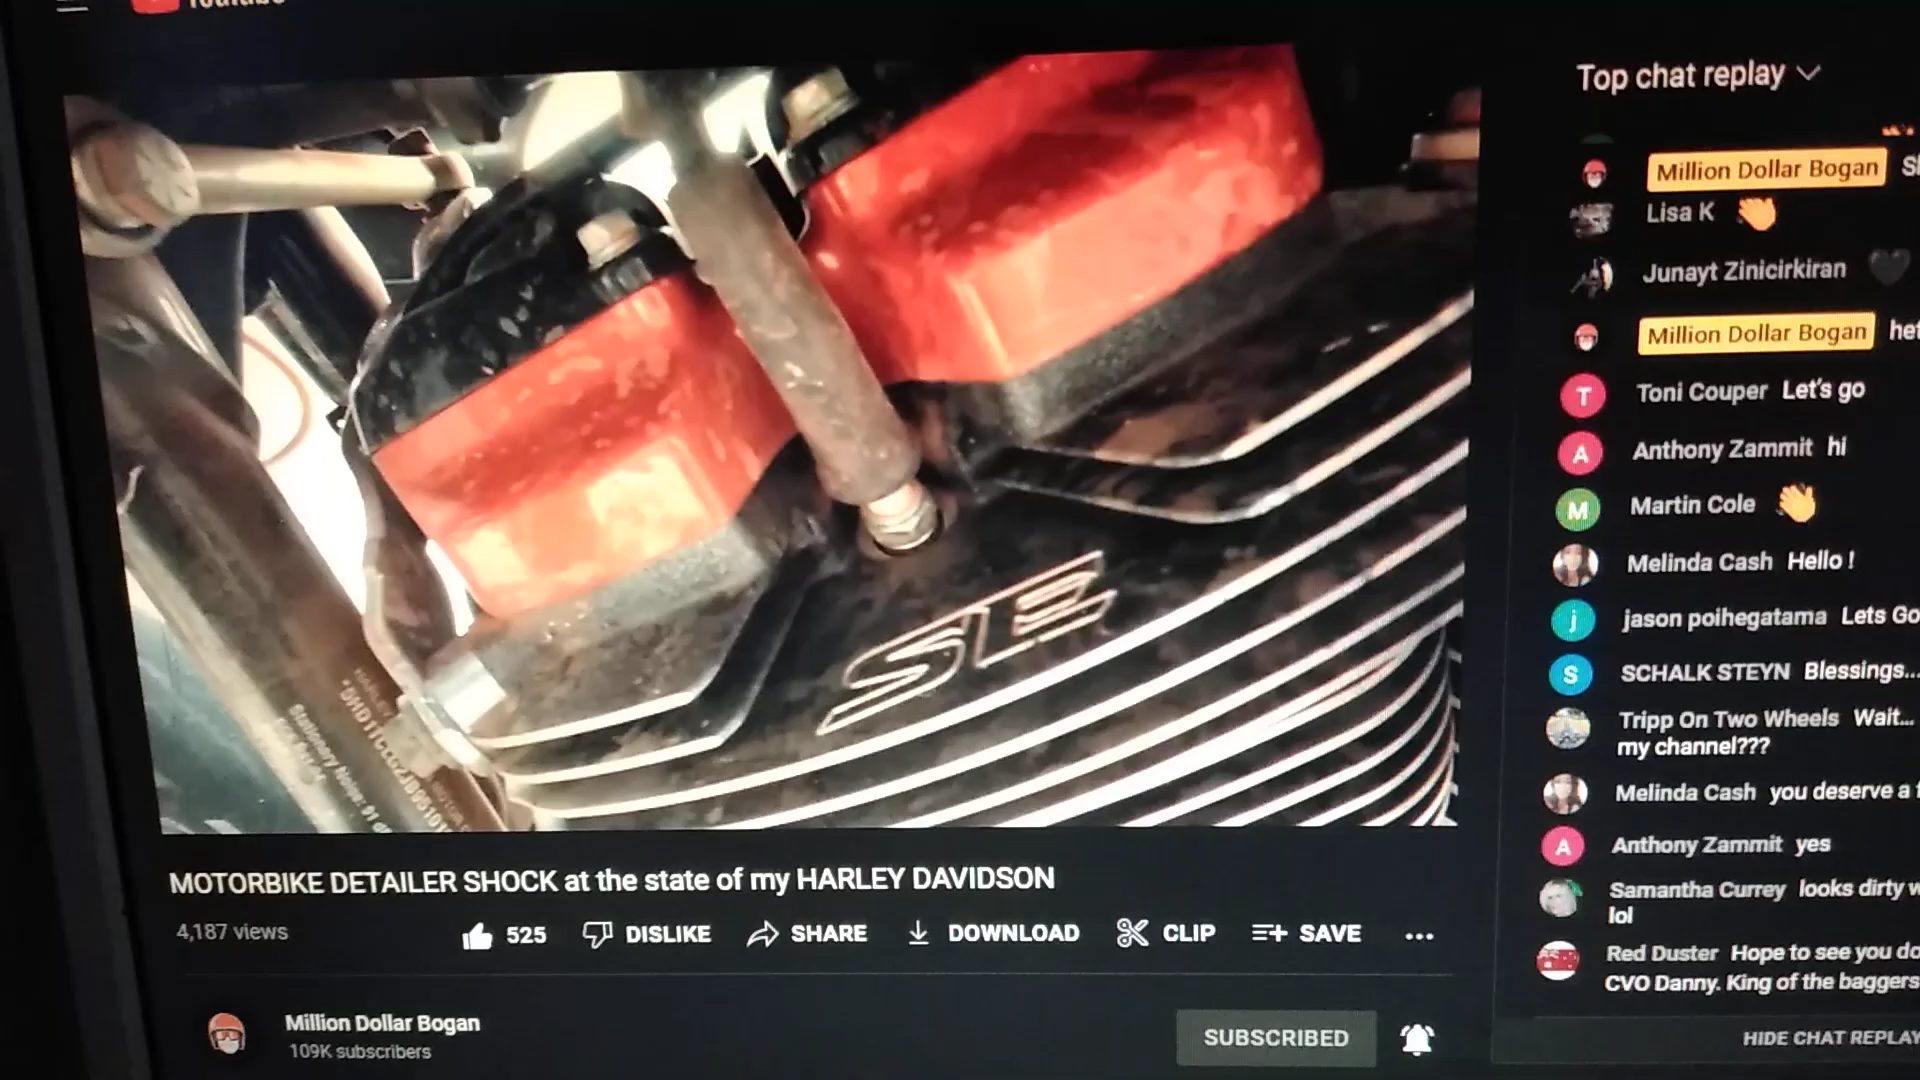 Top chat replay
Million Dollar Bogan
Lisa K
Junayt Zinicirkiran
Million Dollar Bogan
Toni Couper Let's go
Anthony Zammit hi
Martin Cole
Melinda Cash Hello !
jason poihegatama Lets Go
SCHALK STEYN Blessings...
Tripp On Two Wheels Wait...
my channel???
Melinda Cash you deserve a
Anthony Zammit yes
Samantha Currey looks dirty
lol
Red Duster Hope to see you
CVO Danny. King of the baggers
HIDE CHAT REPLAY
SE
Stationary Noise: 91
MOTORBIKE DETAILER SHOCK at the state of my HARLEY DAVIDSON
4,187 views
525 DISLIKE SHARE DOWNLOAD CLIP SAVE
Million Dollar Bogan
109K subscribers
SUBSCRIBED